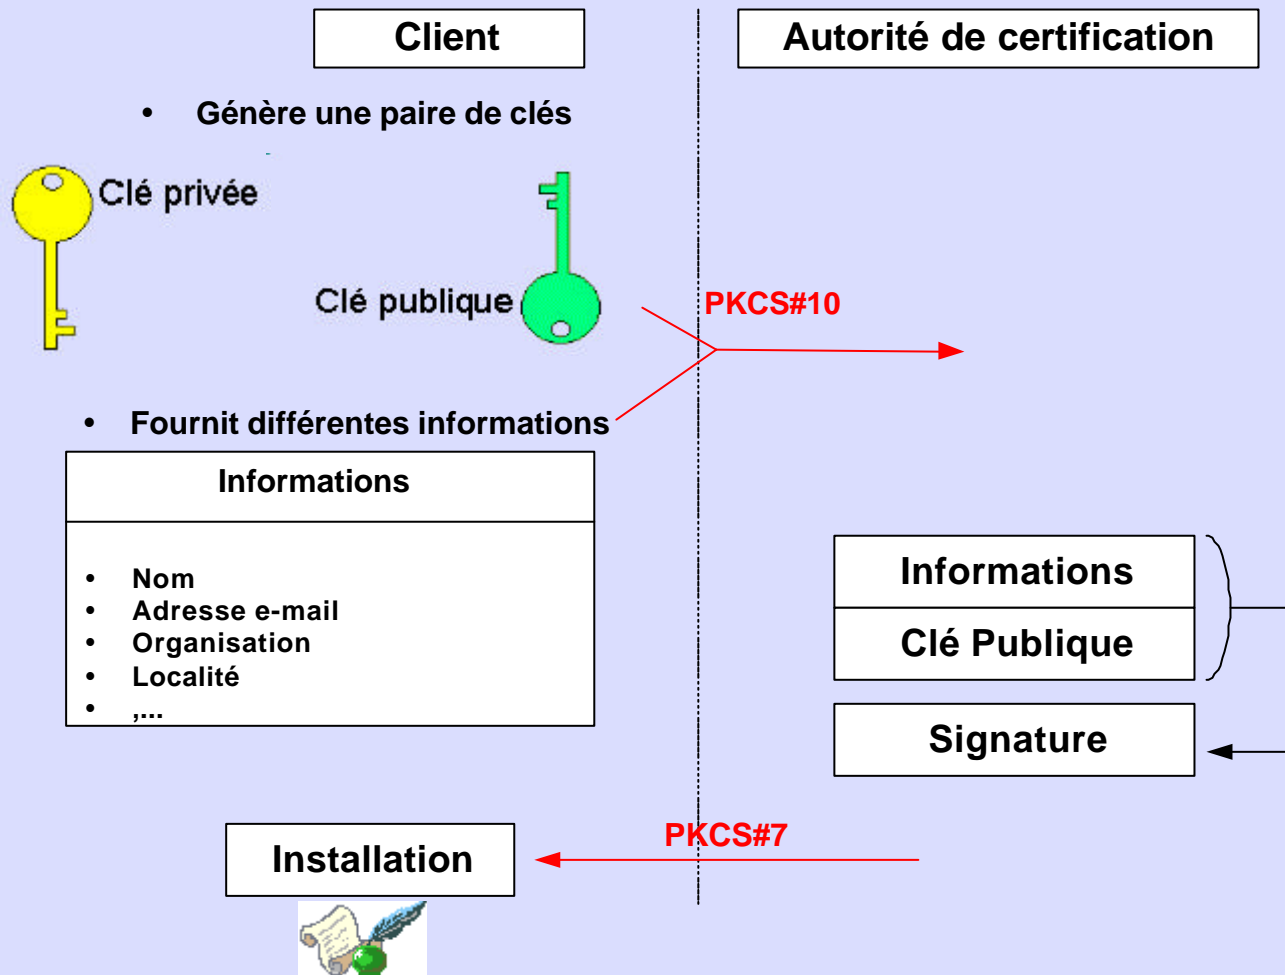 Client
Autorité de certification
• Génère une paire de clés
Clé privée
Clé publique
PKCS#10
• Fournit différentes informations
Informations
• Nom
• Adresse e-mail
• Organisation
• Localité
• ,...
Informations
Clé Publique
Signature
PKCS#7
Installation